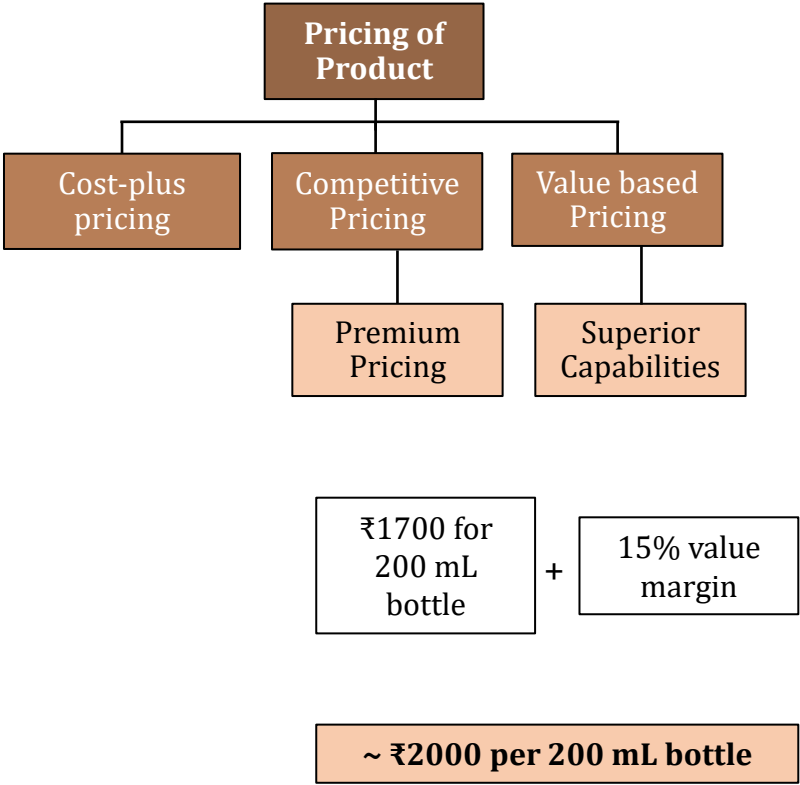 Pricing of
Product
Cost-plus
pricing
Competitive
Pricing
Value based
Pricing
Premium
Pricing
Superior
Capabilities
₹1700 for
200 mL
bottle
+
15% value
margin
~ ₹2000 per 200 mL bottle